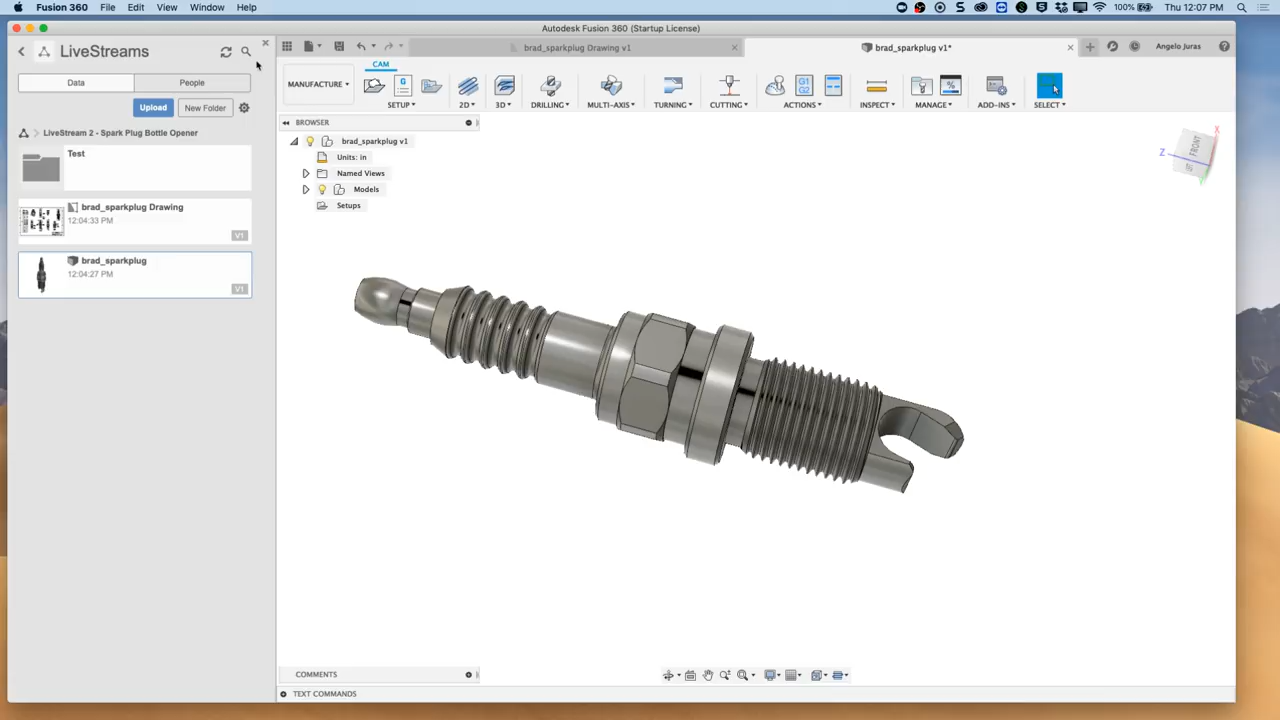 Fusion 360 File Edit View Window Help
100% Thu 12:07 PM
Autodesk Fusion 360 (Startup License)
LiveStreams
brad_sparkplug Drawing v1
brad_sparkplug v1*
Angelo Juras
Data People
CAM
MANUFACTURE
G
G1
G2
%
SETUP 2D 3D DRILLING MULTI-AXIS TURNING CUTTING ACTIONS INSPECT MANAGE ADD-INS SELECT
Upload New Folder
BROWSER
LiveStream 2 - Spark Plug Bottle Opener
brad_sparkplug v1
Test
Units: in
Named Views
Models
Setups
brad_sparkplug Drawing
12:04:33 PM
V1
brad_sparkplug
12:04:27 PM
V1
X
Z
FRONT
COMMENTS
TEXT COMMANDS